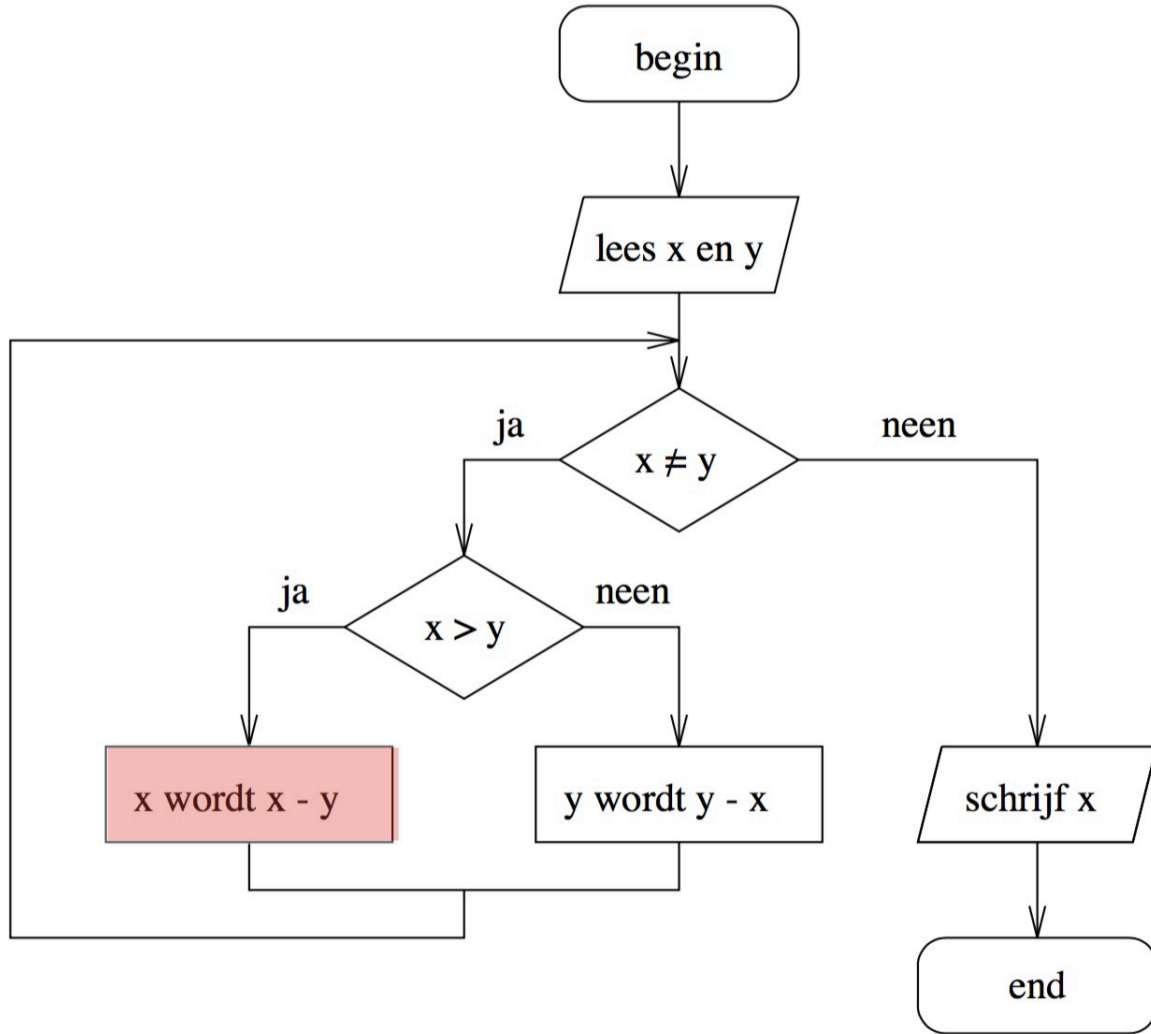 begin
lees x en y
ja
neen
x ≠ y
ja
neen
x > y
x wordt x - y
y wordt y - x
schrijf x
end